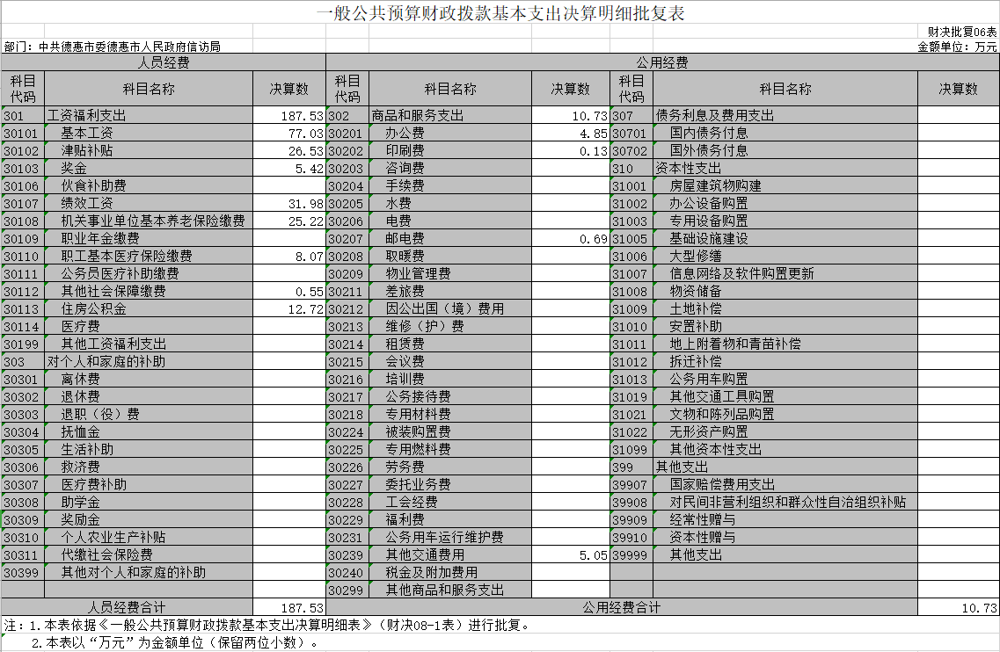 一般公共预算财政拨款基本支出决算明细批复表
财决批复06表
部门：中共德惠市委德惠市人民政府信访局 金额单位：万元
人员经费 公用经费
科目代码 科目名称 决算数 科目代码 科目名称 决算数 科目代码 科目名称 决算数
301 工资福利支出 187.53 302 商品和服务支出 10.73 307 债务利息及费用支出
30101 基本工资 77.03 30201 办公费 4.85 30701 国内债务付息
30102 津贴补贴 26.53 30202 印刷费 0.13 30702 国外债务付息
30103 奖金 5.42 30203 咨询费 310 资本性支出
30106 伙食补助费 30204 手续费 31001 房屋建筑物购建
30107 绩效工资 31.98 30205 水费 31002 办公设备购置
30108 机关事业单位基本养老保险缴费 25.22 30206 电费 31003 专用设备购置
30109 职业年金缴费 30207 邮电费 0.69 31005 基础设施建设
30110 职工基本医疗保险缴费 8.07 30208 取暖费 31006 大型修缮
30111 公务员医疗补助缴费 30209 物业管理费 31007 信息网络及软件购置更新
30112 其他社会保障缴费 0.55 30211 差旅费 31008 物资储备
30113 住房公积金 12.72 30212 因公出国（境）费用 31009 土地补偿
30114 医疗费 30213 维修（护）费 31010 安置补助
30199 其他工资福利支出 30214 租赁费 31011 地上附着物和青苗补偿
303 对个人和家庭的补助 30215 会议费 31012 拆迁补偿
30301 离休费 30216 培训费 31013 公务用车购置
30302 退休费 30217 公务接待费 31019 其他交通工具购置
30303 退职（役）费 30218 专用材料费 31021 文物和陈列品购置
30304 抚恤金 30224 被装购置费 31022 无形资产购置
30305 生活补助 30225 专用燃料费 31099 其他资本性支出
30306 救济费 30226 劳务费 399 其他支出
30307 医疗费补助 30227 委托业务费 39907 国家赔偿费用支出
30308 助学金 30228 工会经费 39908 对民间非营利组织和群众性自治组织补贴
30309 奖励金 30229 福利费 39909 经常性赠与
30310 个人农业生产补贴 30231 公务用车运行维护费 39910 资本性赠与
30311 代缴社会保险费 30239 其他交通费用 5.05 39999 其他支出
30399 其他对个人和家庭的补助 30240 税金及附加费用
30299 其他商品和服务支出
人员经费合计 187.53 公用经费合计 10.73
注：1.本表依据《一般公共预算财政拨款基本支出决算明细表》（财决08-1表）进行批复。
2.本表以“万元”为金额单位（保留两位小数）。